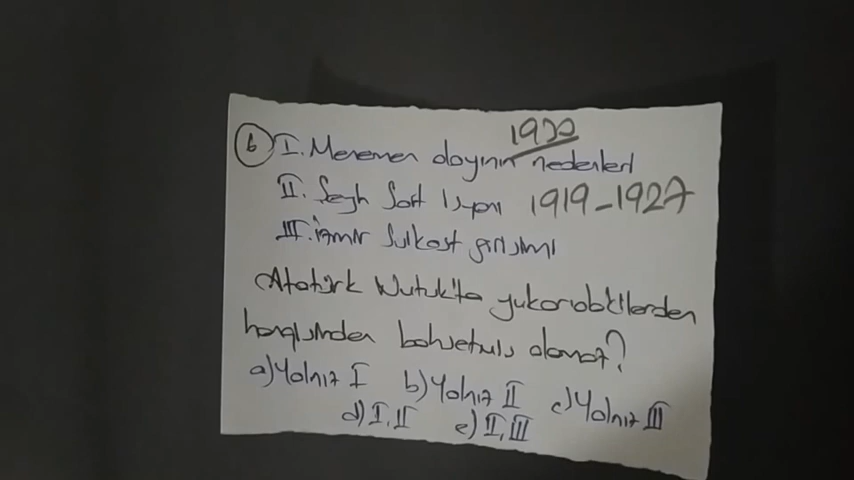 1930
6 I. Menemen olayının nedenleri
II. Şeyh Sait İsyanı 1919-1927
III. İzmir Suikast girişimi
Atatürk Nutuk'ta yukarıdakilerden
hangisinden bahsetmiş olamaz?
a) Yalnız I b) Yalnız II c) Yalnız III
d) I, II e) II, III